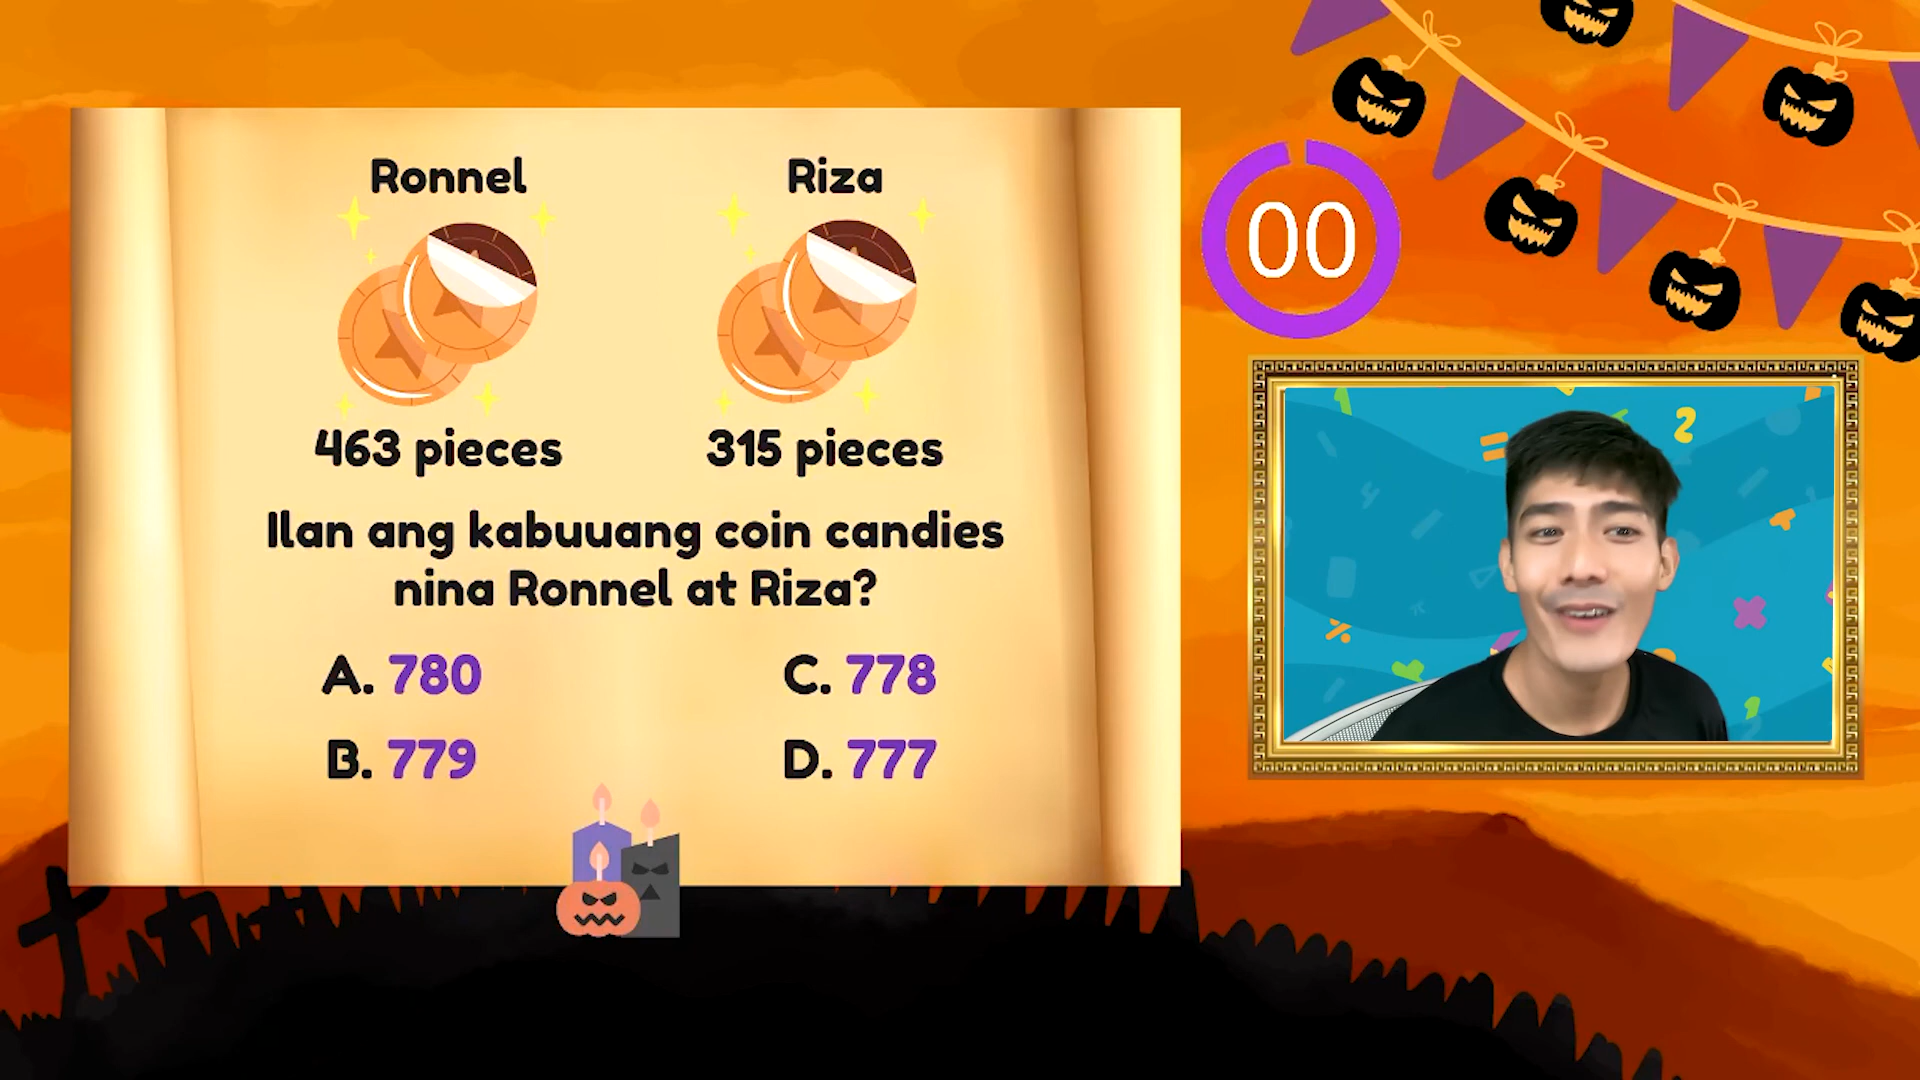 Ronnel
Riza
463 pieces
315 pieces
Ilan ang kabuuang coin candies
nina Ronnel at Riza?
A. 780
C. 778
B. 779
D. 777
00
2